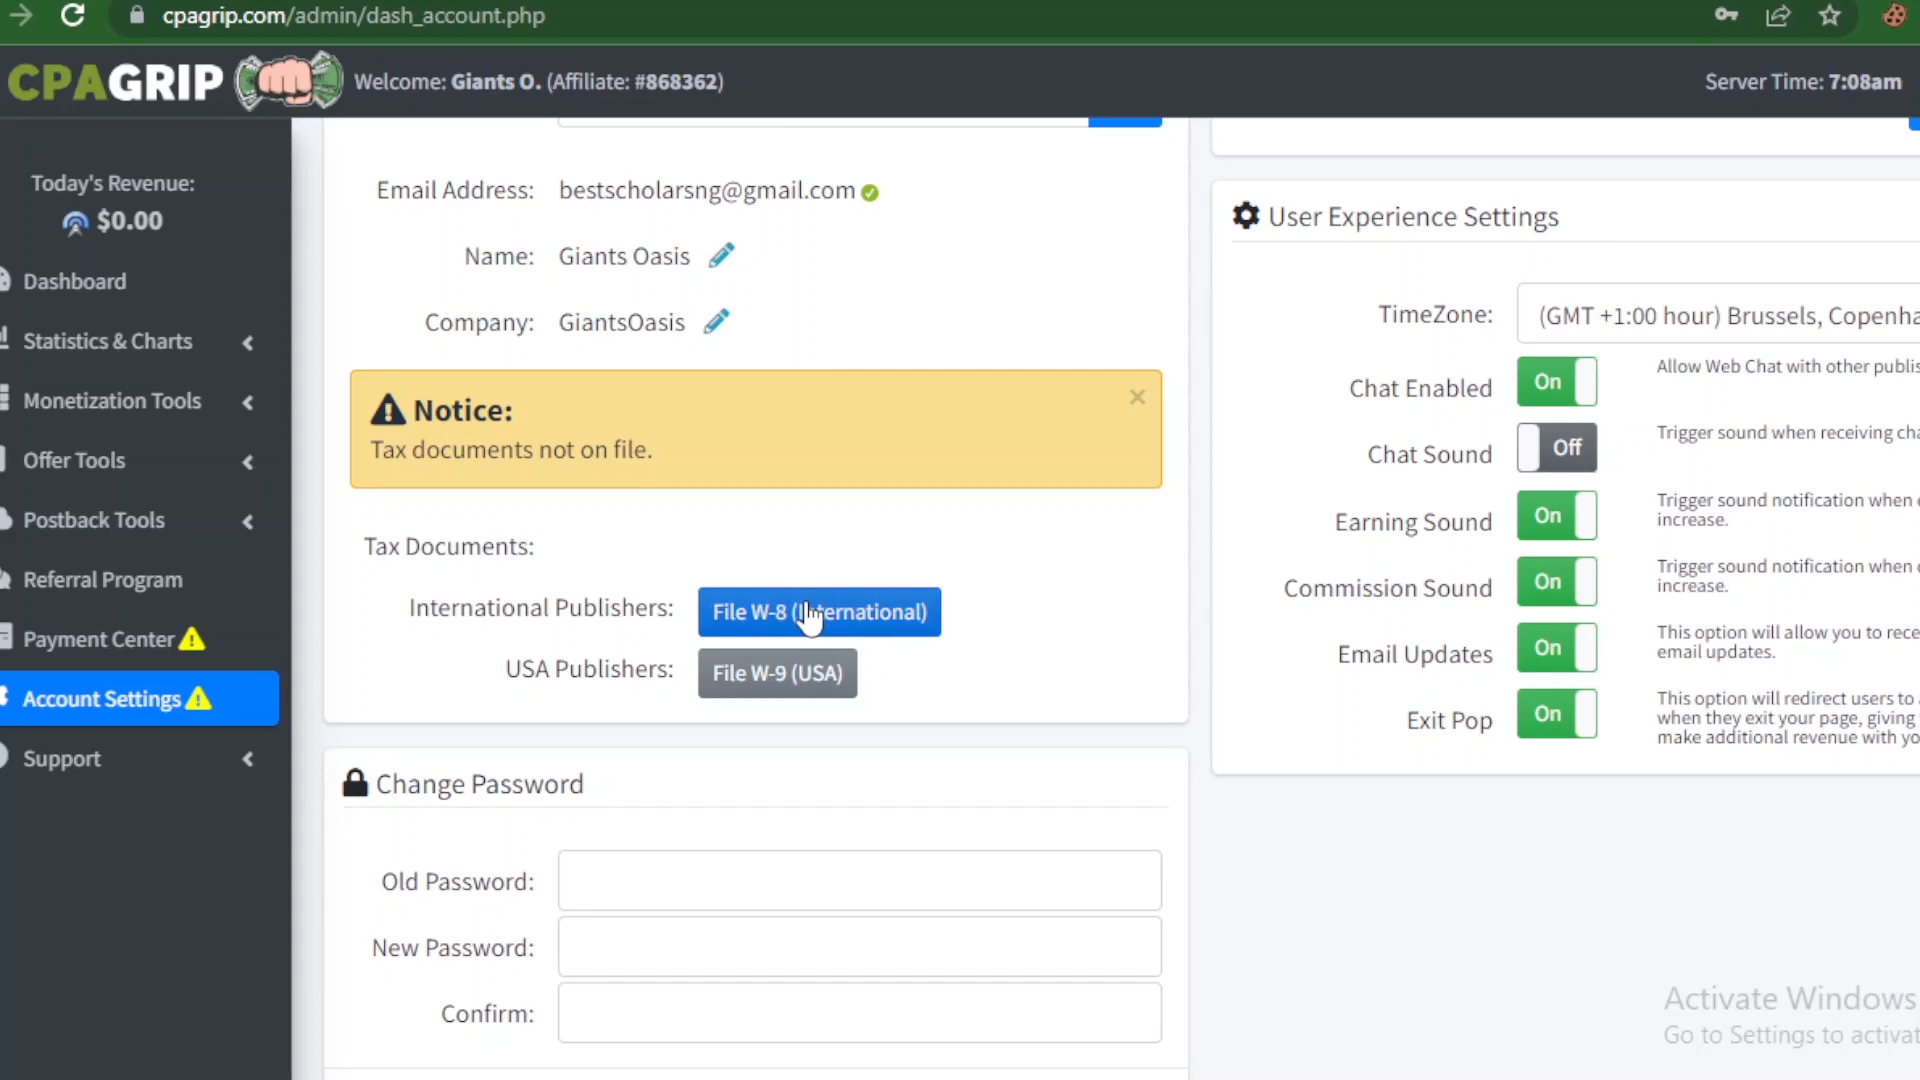 cpagrip.com/admin/dash_account.php
CPAGRIP Welcome: Giants O. (Affiliate: #868362)
Server Time: 7:08am
Today's Revenue:
$0.00
Dashboard
Statistics & Charts
Monetization Tools
Offer Tools
Postback Tools
Referral Program
Payment Center
Account Settings
Support
Email Address: bestscholarsng@gmail.com
Name: Giants Oasis
Company: GiantsOasis
Notice:
Tax documents not on file.
Tax Documents:
International Publishers: File W-8 (International)
USA Publishers: File W-9 (USA)
Change Password
Old Password:
New Password:
Confirm:
User Experience Settings
TimeZone: (GMT +1:00 hour) Brussels,
Chat Enabled On Allow Web Chat with other
Chat Sound Off Trigger sound when receiving
Earning Sound On Trigger sound notification when
increase.
Commission Sound On Trigger sound notification when
increase.
Email Updates On This option will allow you to
email updates.
Exit Pop On This option will redirect users to
when they exit your page, giving
make additional revenue with
Activate Windows
Go to Settings to